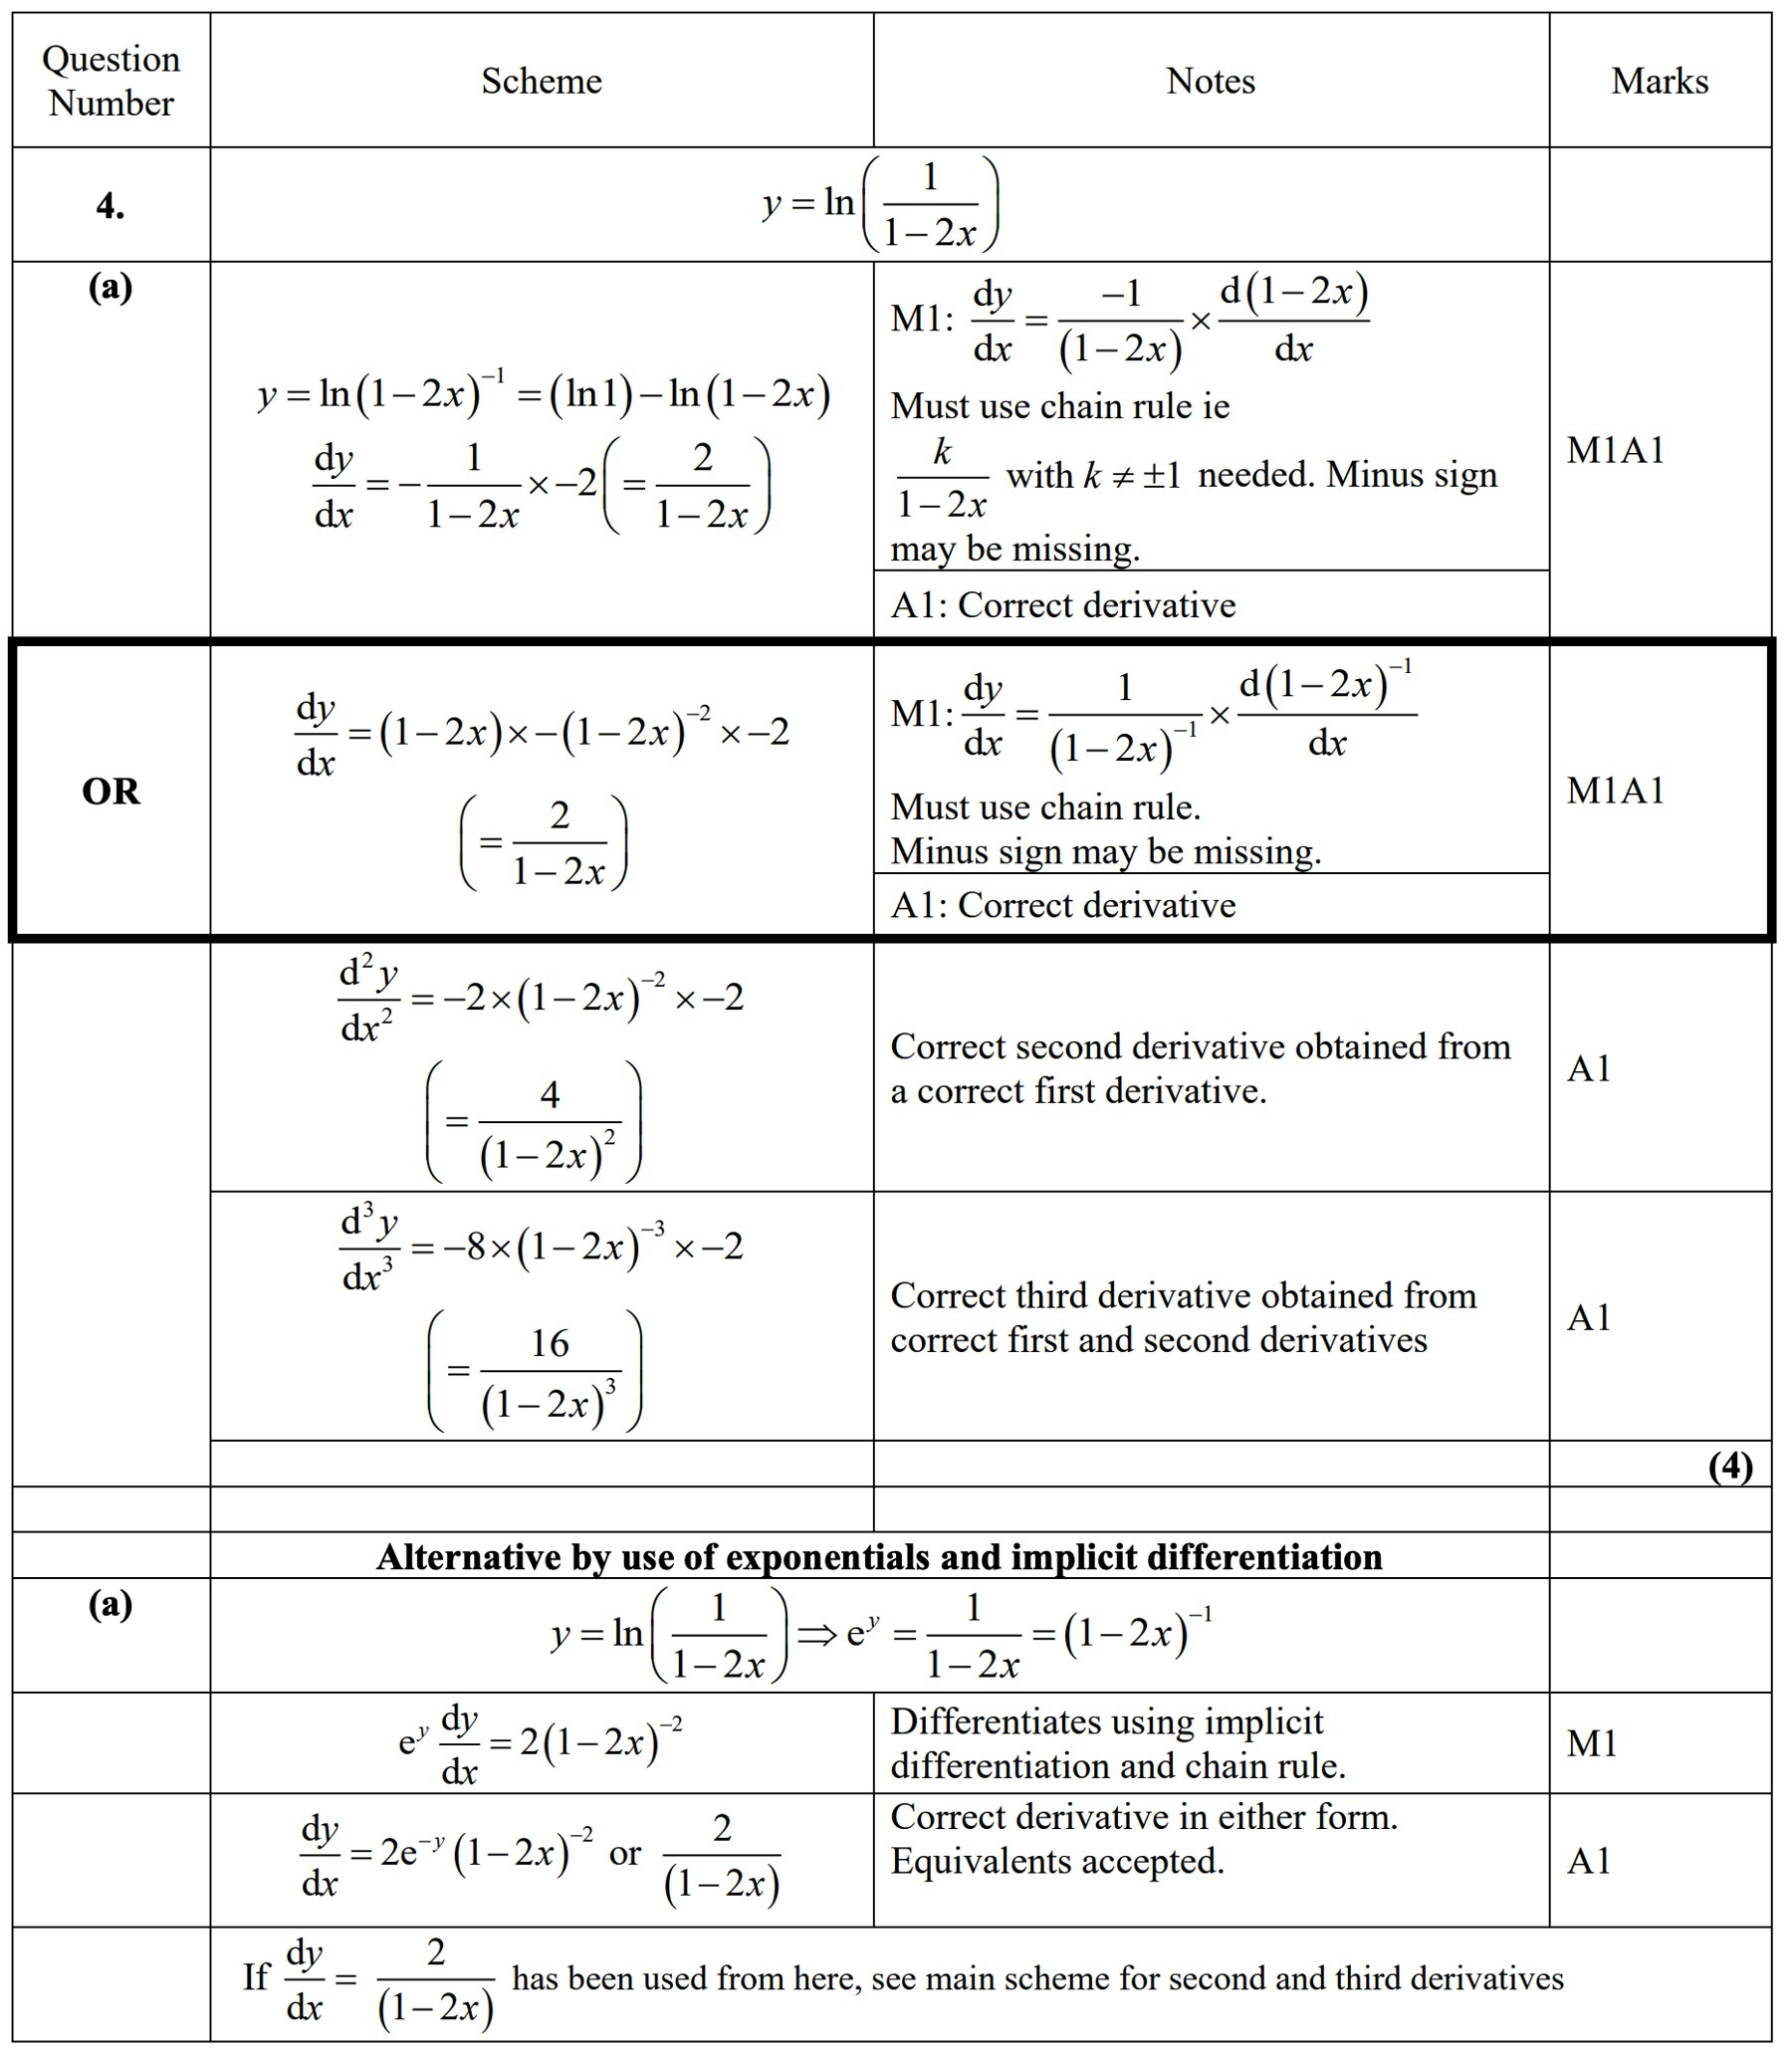 Question Number | Scheme | Notes | Marks
4. | y = ln(1/(1−2x))
(a)
y = ln(1−2x)⁻¹ = (ln1) − ln(1−2x)
dy/dx = −1/(1−2x) × −2 (= 2/(1−2x))
M1: dy/dx = −1/(1−2x) × d(1−2x)/dx
Must use chain rule ie
k/(1−2x) with k ≠ ±1 needed. Minus sign
may be missing.
A1: Correct derivative
M1A1
OR
dy/dx = (1−2x) × −(1−2x)⁻² × −2
(= 2/(1−2x))
M1: dy/dx = 1/(1−2x)⁻¹ × d(1−2x)⁻¹/dx
Must use chain rule.
Minus sign may be missing.
A1: Correct derivative
M1A1
d²y/dx² = −2×(1−2x)⁻² × −2
(= 4/(1−2x)²)
Correct second derivative obtained from
a correct first derivative.
A1
d³y/dx³ = −8×(1−2x)⁻³ × −2
(= 16/(1−2x)³)
Correct third derivative obtained from
correct first and second derivatives
A1
(4)
Alternative by use of exponentials and implicit differentiation
(a)
y = ln(1/(1−2x)) ⇒ eʸ = 1/(1−2x) = (1−2x)⁻¹
eʸ dy/dx = 2(1−2x)⁻²
Differentiates using implicit
differentiation and chain rule.
M1
dy/dx = 2e⁻ʸ(1−2x)⁻² or 2/(1−2x)
Correct derivative in either form.
Equivalents accepted.
A1
If dy/dx = 2/(1−2x) has been used from here, see main scheme for second and third derivatives